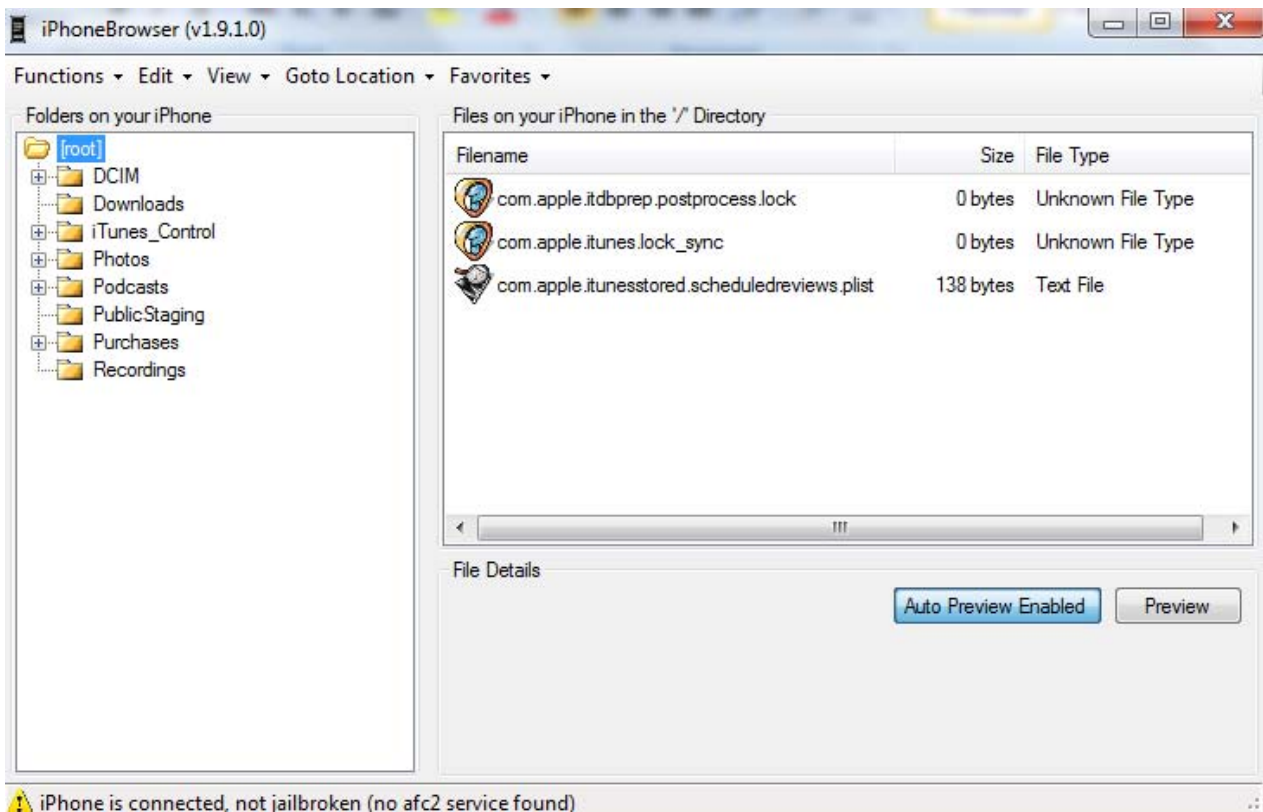 iPhoneBrowser (v1.9.1.0)
Functions Edit View Goto Location Favorites
Folders on your iPhone
[root]
DCIM
Downloads
iTunes_Control
Photos
Podcasts
PublicStaging
Purchases
Recordings
Files on your iPhone in the '/' Directory
Filename Size File Type
com.apple.itdbprep.postprocess.lock 0 bytes Unknown File Type
com.apple.itunes.lock_sync 0 bytes Unknown File Type
com.apple.itunesstored.scheduledreviews.plist 138 bytes Text File
File Details
Auto Preview Enabled Preview
iPhone is connected, not jailbroken (no afc2 service found)